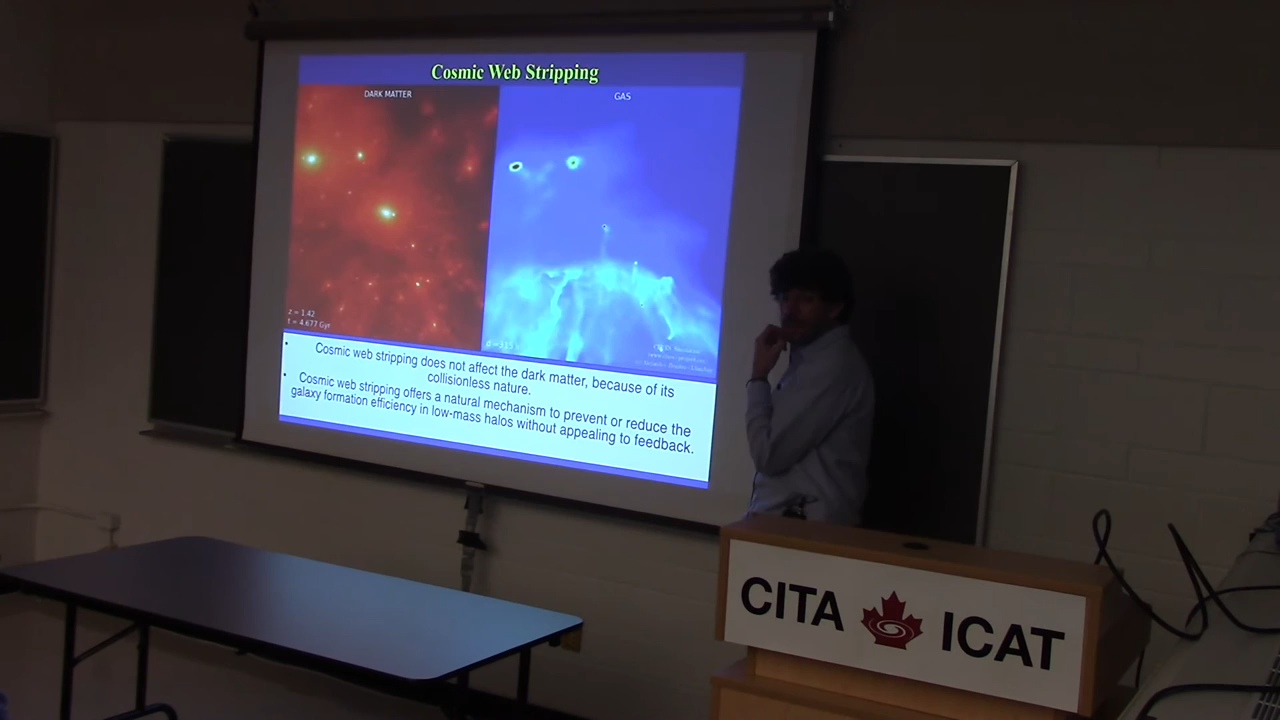 Cosmic Web Stripping
DARK MATTER
GAS
z = 1.42
t = 4.677 Gyr
• Cosmic web stripping does not affect the dark matter, because of its
collisionless nature.
• Cosmic web stripping offers a natural mechanism to prevent or reduce the
galaxy formation efficiency in low-mass halos without appealing to feedback.
CITA ICAT